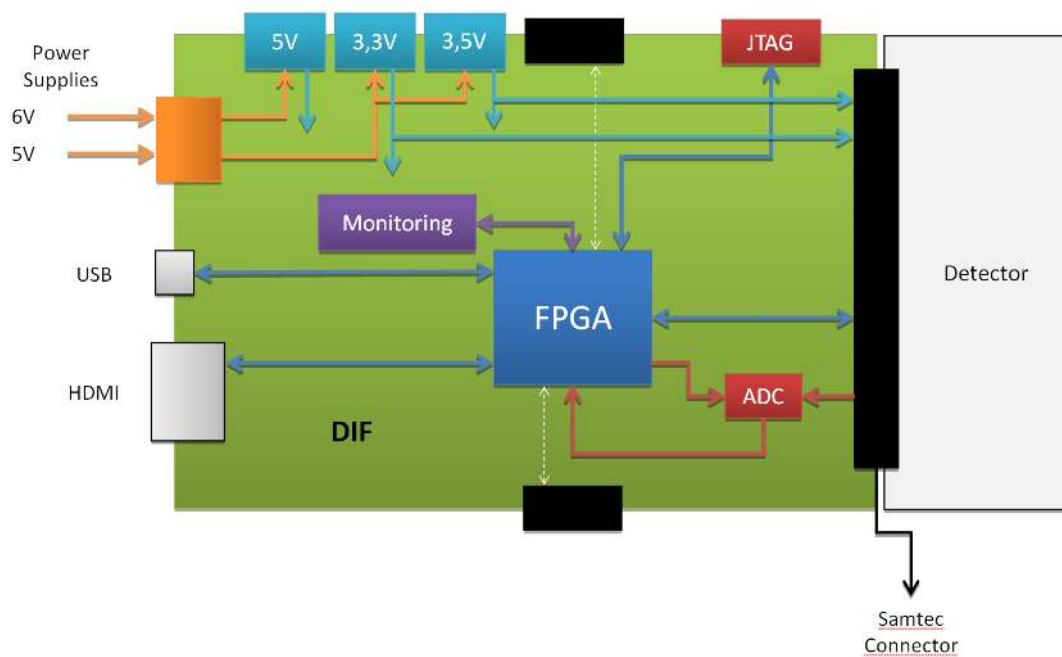 5V
3,3V
3,5V
JTAG
Power
Supplies
6V
5V
Monitoring
USB
FPGA
Detector
HDMI
ADC
DIF
Samtec
Connector